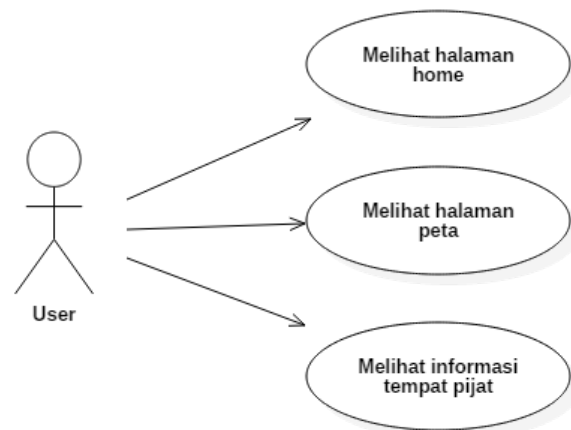 Melihat halaman
home
Melihat halaman
peta
User
Melihat informasi
tempat pijat